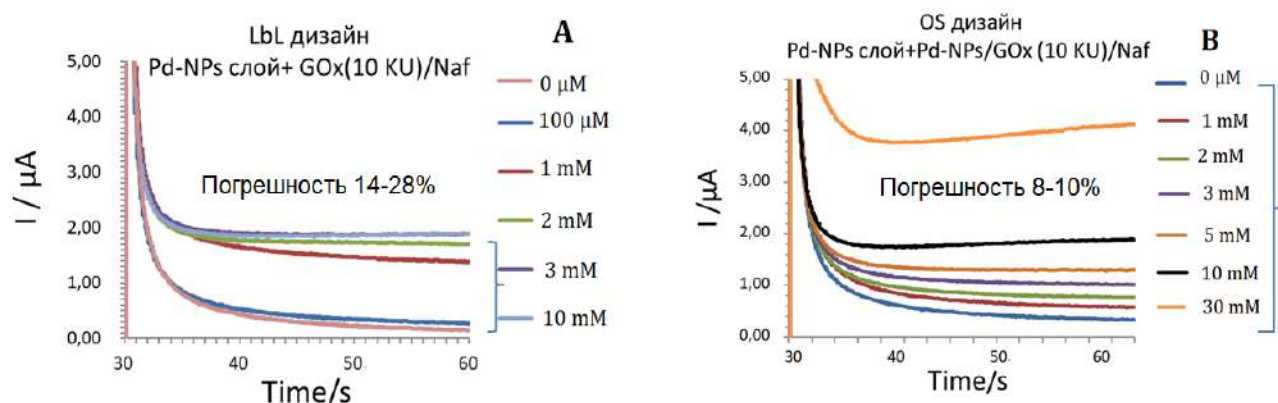 LbL дизайн
A
Pd-NPs слой+ GOx(10 KU)/Naf
5,00
4,00
3,00
2,00
1,00
0,00
I / μA
Погрешность 14-28%
30
40
50.
60
Time/s
0 μM
100 μM
1 mM
2 mM
3 mM
10 mM
OS дизайн
B
Pd-NPs слой+Pd-NPs/GOx (10 KU)/Naf
5,00
4,00
3,00
2,00
1,00
0,00
I /μA
Погрешность 8-10%
30
40
50.
60
Time/s
0 μM
1 mM
2 mM
3 mM
5 mM
10 mM
30 mM